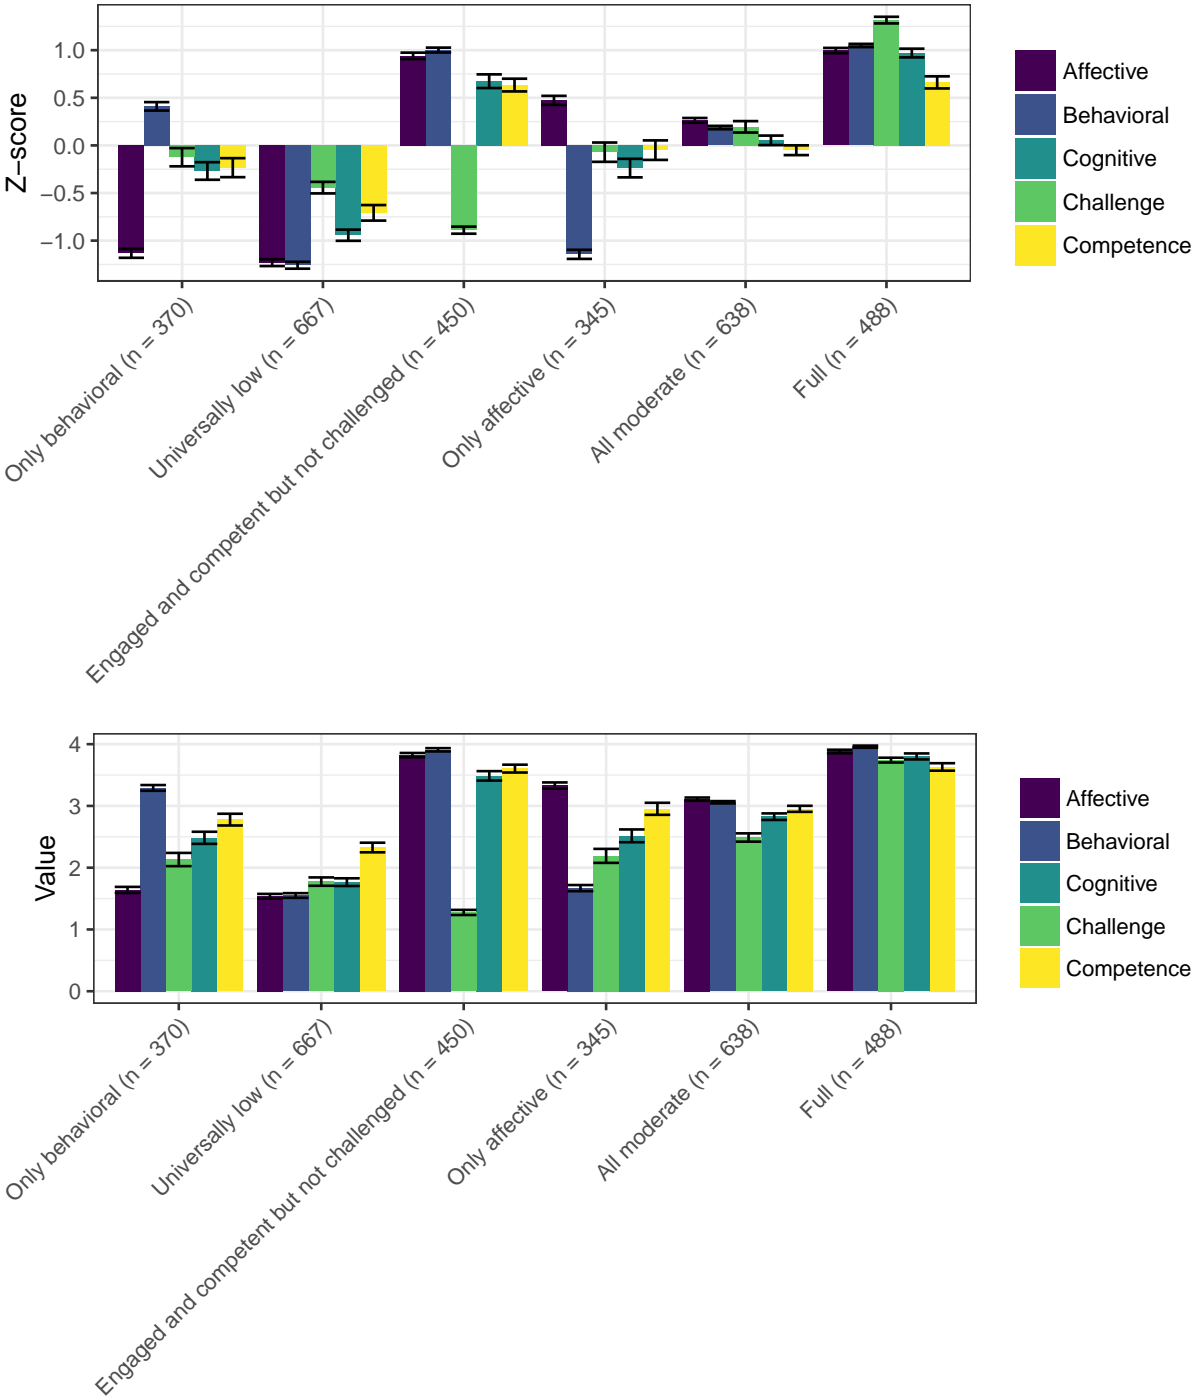 Z−score
1.0
0.5
0.0
−0.5
−1.0
Only behavioral (n = 370)
Universally low (n = 667)
Engaged and competent but not challenged (n = 450)
Only affective (n = 345)
All moderate (n = 638)
Full (n = 488)
Affective
Behavioral
Cognitive
Challenge
Competence
Value
4
3
2
1
0
Only behavioral (n = 370)
Universally low (n = 667)
Engaged and competent but not challenged (n = 450)
Only affective (n = 345)
All moderate (n = 638)
Full (n = 488)
Affective
Behavioral
Cognitive
Challenge
Competence